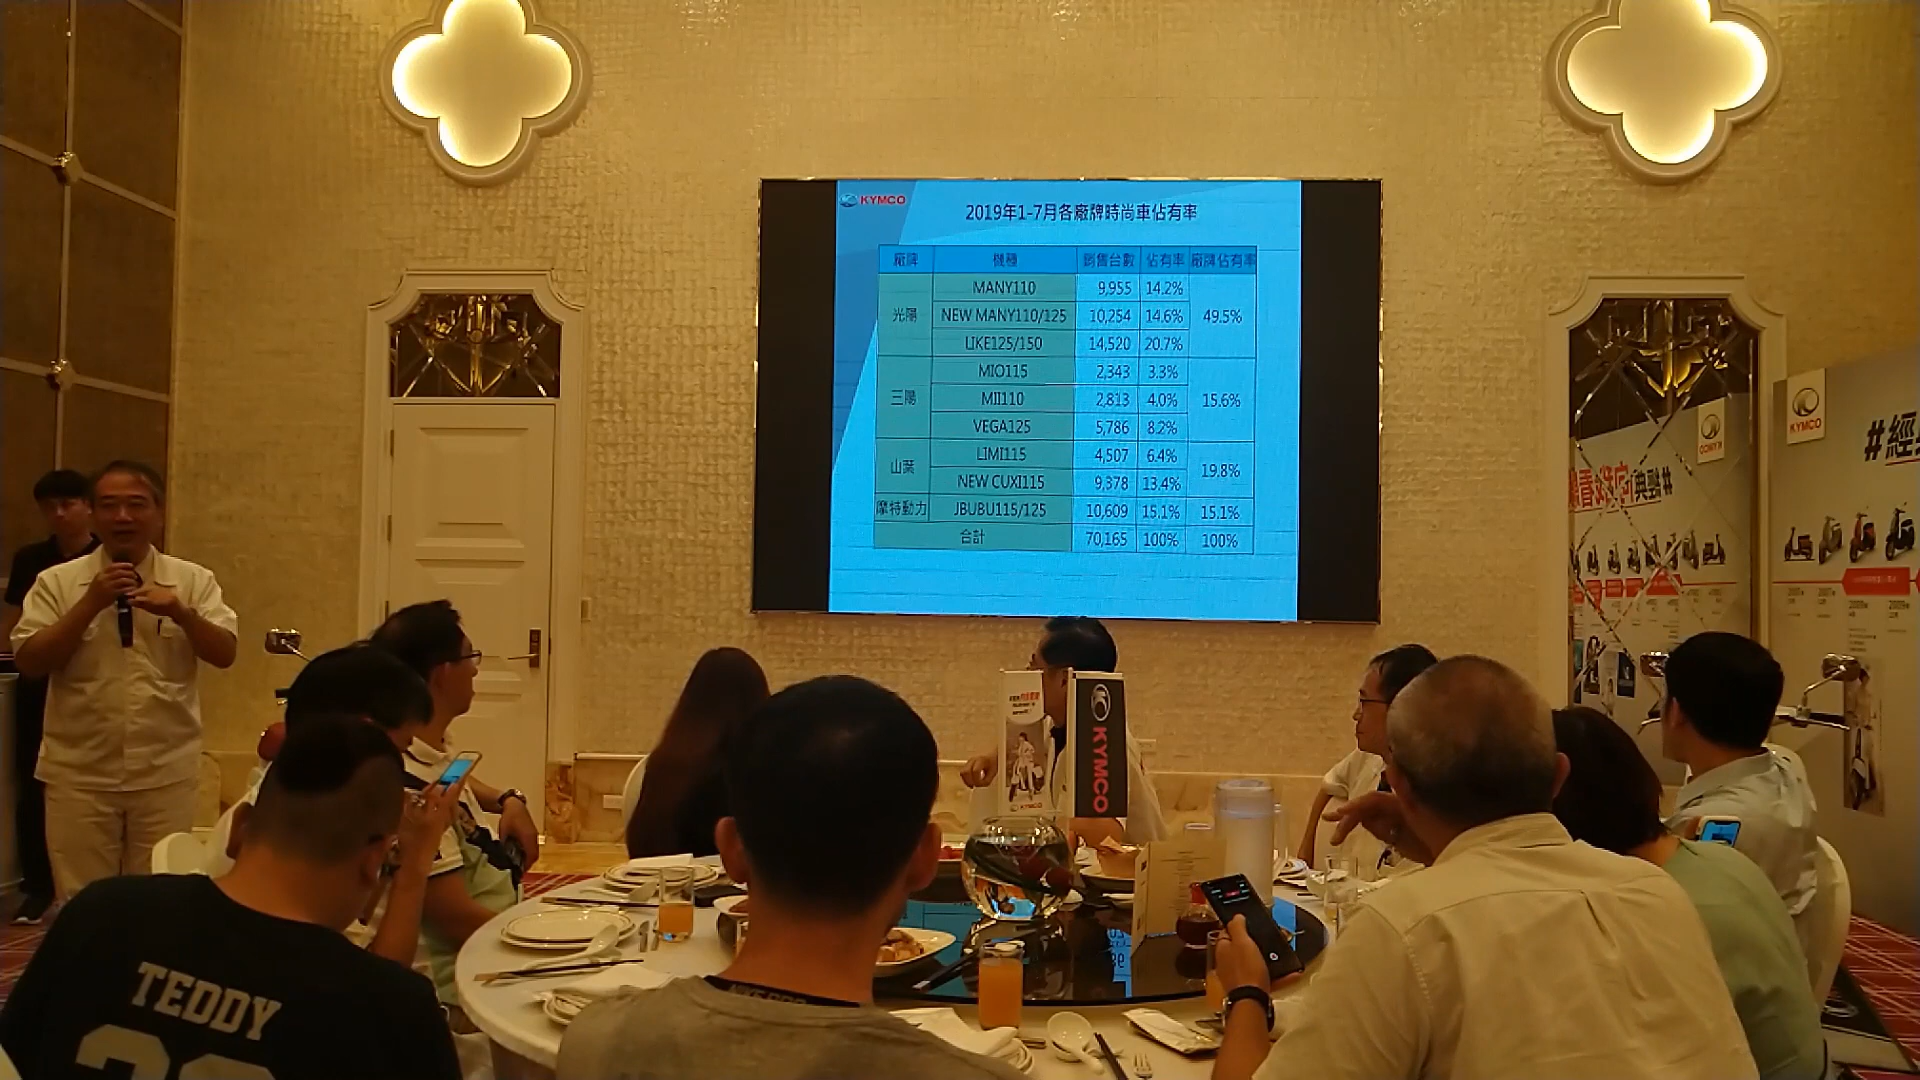 KYMCO
2019年1-7月各廠牌時尚車佔有率
廠牌 機種 銷售台數 佔有率 廠牌佔有率
光陽 MANY110 9,955 14.2% 49.5%
NEW MANY110/125 10,254 14.6%
LIKE125/150 14,520 20.7%
三陽 MIO115 2,343 3.3% 15.6%
MII110 2,813 4.0%
VEGA125 5,786 8.2%
山葉 LIMI115 4,507 6.4% 19.8%
NEW CUXI115 9,378 13.4%
摩特動力 JBUBU115/125 10,609 15.1% 15.1%
合計 70,165 100% 100%
KYMCO
#經
KYMCO
KYMCO
TEDDY